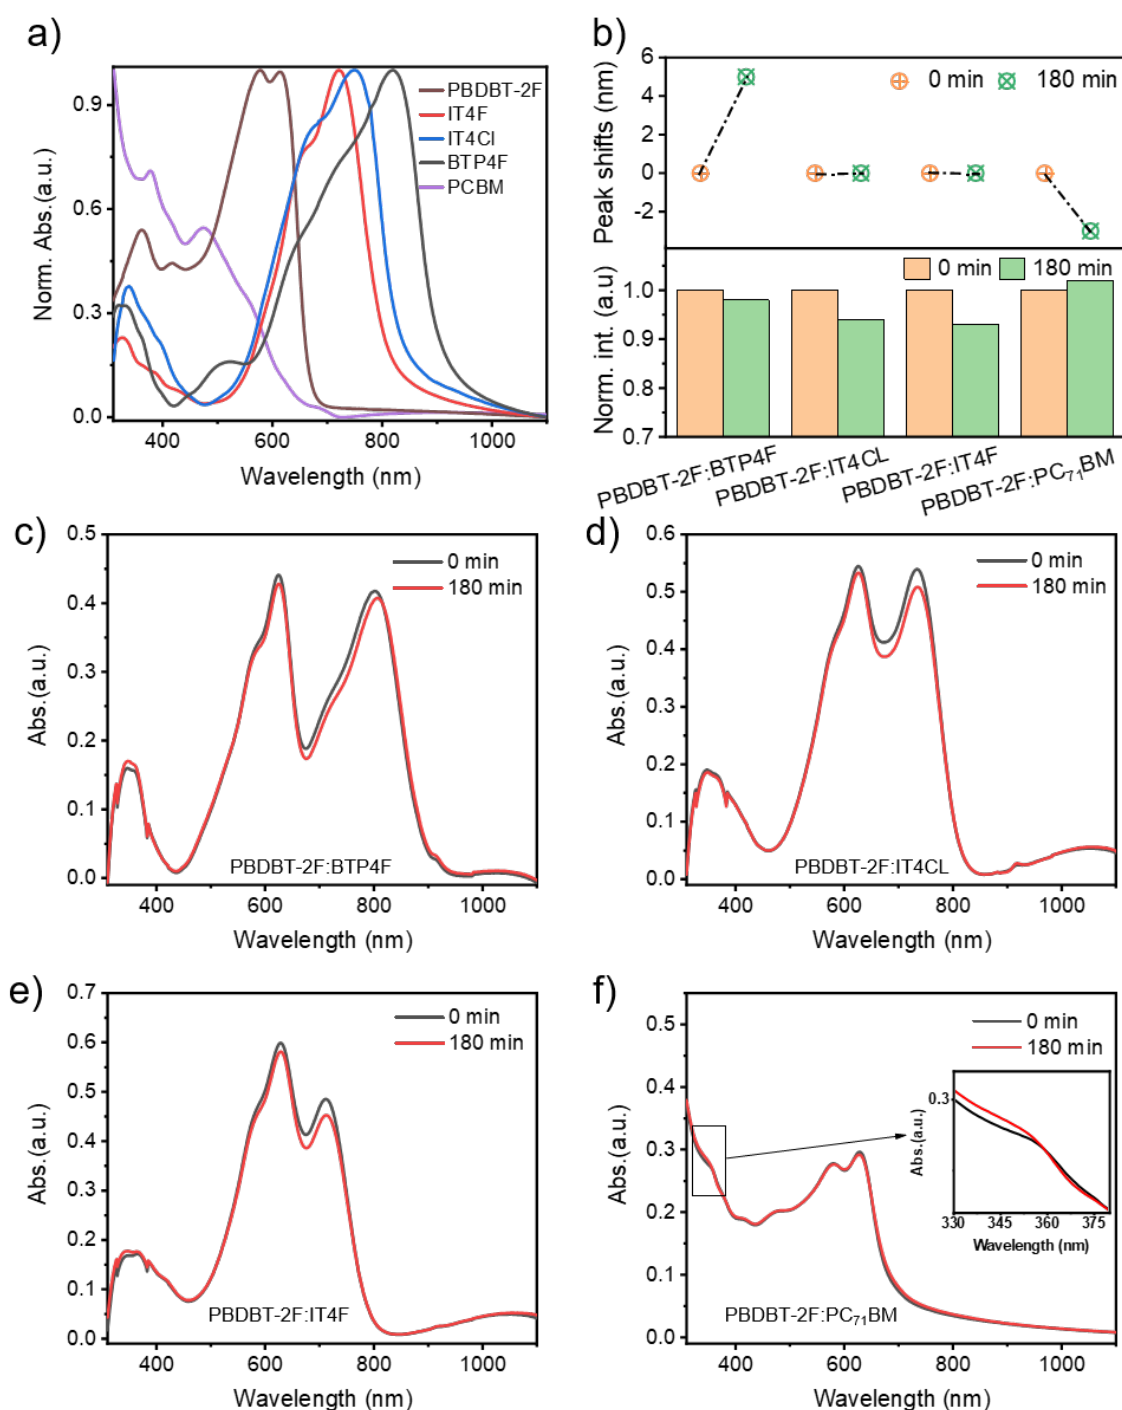 a)
Norm. Abs.(a.u.)
0.9
0.6
0.3
0.0
PBDBT-2F
IT4F
IT4Cl
BTP4F
PCBM
400 600 800 1000
Wavelength (nm)
b)
Peak shifts (nm)
6
4
2
0
-2
0 min 180 min
Norm. int. (a.u)
1.0
0.9
0.8
0.7
0 min 180 min
PBDBT-2F:BTP4F
PBDBT-2F:IT4CL
PBDBT-2F:IT4F
PBDBT-2F:PC₇₁BM
c)
Abs.(a.u.)
0.5
0.4
0.3
0.2
0.1
0.0
0 min
180 min
PBDBT-2F:BTP4F
400 600 800 1000
Wavelength (nm)
d)
Abs.(a.u.)
0.6
0.5
0.4
0.3
0.2
0.1
0.0
0 min
180 min
PBDBT-2F:IT4CL
400 600 800 1000
Wavelength (nm)
e)
Abs.(a.u.)
0.7
0.6
0.5
0.4
0.3
0.2
0.1
0.0
0 min
180 min
PBDBT-2F:IT4F
400 600 800 1000
Wavelength (nm)
f)
Abs.(a.u.)
0.5
0.4
0.3
0.2
0.1
0.0
0 min
180 min
Abs.(a.u.)
0.3
330 345 360 375
Wavelength (nm)
PBDBT-2F:PC₇₁BM
400 600 800 1000
Wavelength (nm)